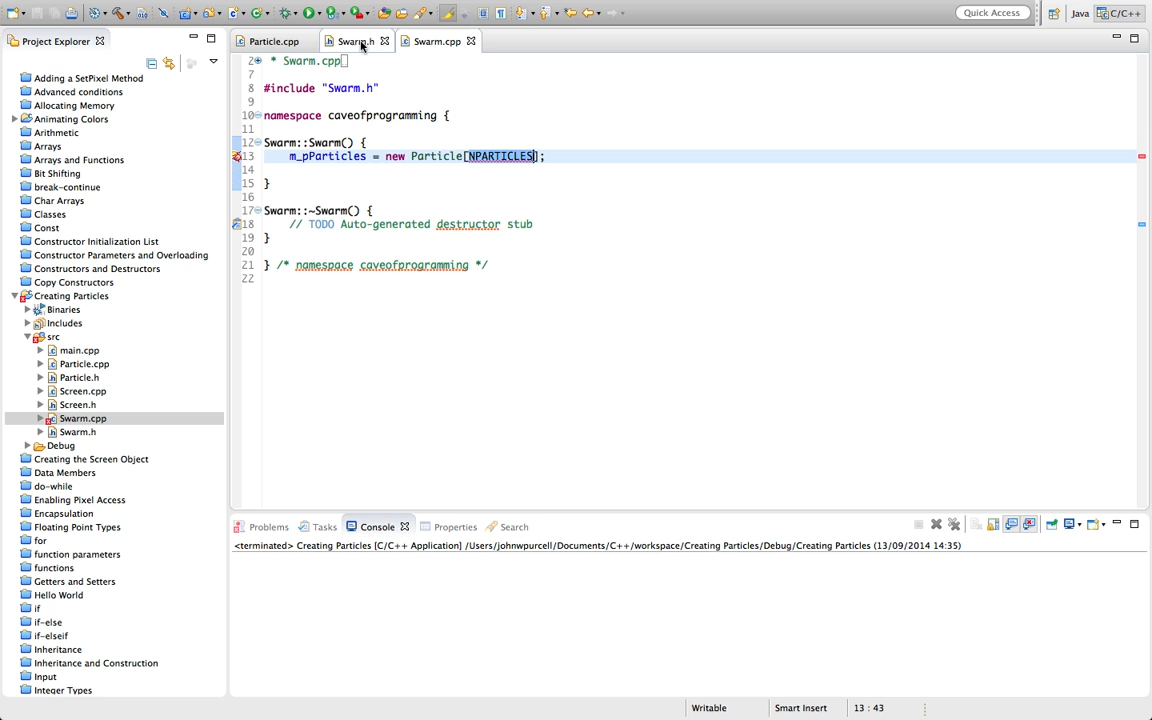 Quick Access
Java
C/C++
Project Explorer
Particle.cpp
Swarm.h
Swarm.cpp
Adding a SetPixel Method
Advanced conditions
Allocating Memory
Animating Colors
Arithmetic
Arrays
Arrays and Functions
Bit Shifting
break-continue
Char Arrays
Classes
Const
Constructor Initialization List
Constructor Parameters and Overloading
Constructors and Destructors
Copy Constructors
Creating Particles
Binaries
Includes
src
main.cpp
Particle.cpp
Particle.h
Screen.cpp
Screen.h
Swarm.cpp
Swarm.h
Debug
Creating the Screen Object
Data Members
do-while
Enabling Pixel Access
Encapsulation
Floating Point Types
for
function parameters
functions
Getters and Setters
Hello World
if
if-else
if-elseif
Inheritance
Inheritance and Construction
Input
Integer Types
2 * Swarm.cpp
7
8 #include "Swarm.h"
9
10 namespace caveofprogramming {
11
12 Swarm::Swarm() {
13 m_pParticles = new Particle[NPARTICLES];
14
15 }
16
17 Swarm::~Swarm() {
18 // TODO Auto-generated destructor stub
19 }
20
21 } /* namespace caveofprogramming */
22
Problems
Tasks
Console
Properties
Search
<terminated> Creating Particles [C/C++ Application] /Users/johnwpurcell/Documents/C++/workspace/Creating Particles/Debug/Creating Particles (13/09/2014 14:35)
Writable
Smart Insert
13 : 43